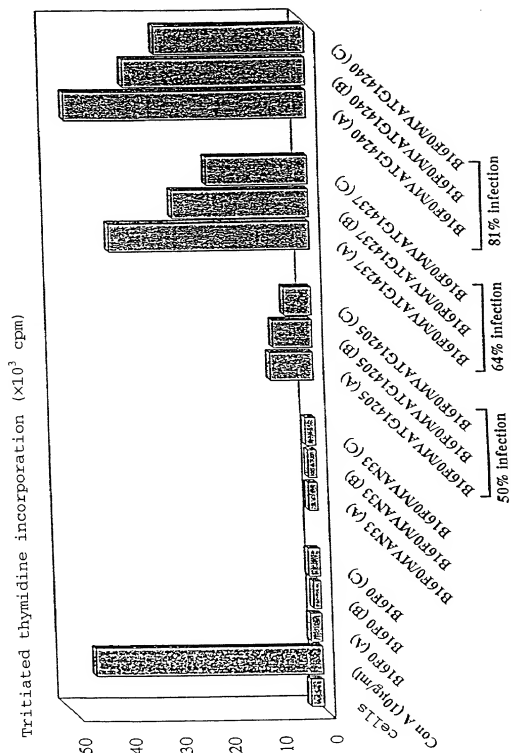 Tritiated thymidine incorporation (×10³ cpm)
50
40
30
20
10
0
cells
Con A (10µg/ml)
B16F0 (A)
B16F0 (B)
B16F0 (C)
B16F0/MVAN33 (A)
B16F0/MVAN33 (B)
B16F0/MVAN33 (C)
B16F0/MVATG14205 (A)
B16F0/MVATG14205 (B)
B16F0/MVATG14205 (C)
B16F0/MVATG14237 (A)
B16F0/MVATG14237 (B)
B16F0/MVATG14237 (C)
B16F0/MVATG14240 (A)
B16F0/MVATG14240 (B)
B16F0/MVATG14240 (C)
50% infection
64% infection
81% infection